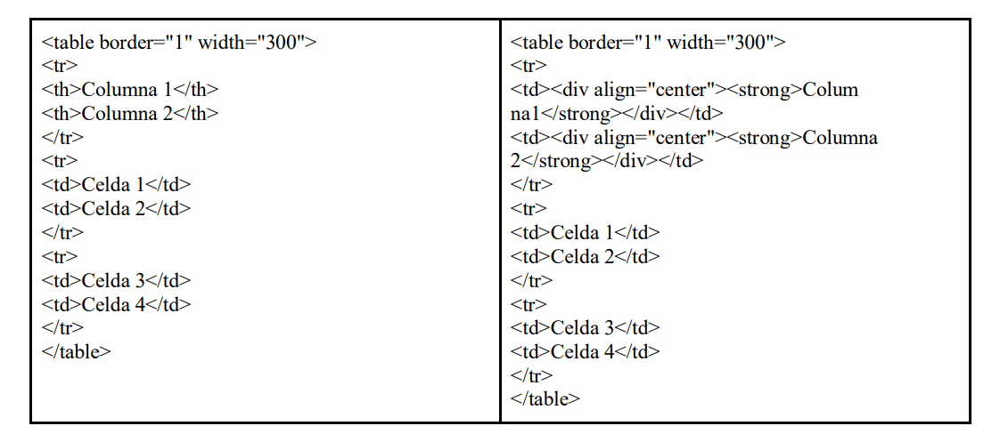 <table border="1" width="300">
<tr>
<th>Columna 1</th>
<th>Columna 2</th>
</tr>
<tr>
<td>Celda 1</td>
<td>Celda 2</td>
</tr>
<tr>
<td>Celda 3</td>
<td>Celda 4</td>
</tr>
</table>
<table border="1" width="300">
<tr>
<td><div align="center"><strong>Colum
na1</strong></div></td>
<td><div align="center"><strong>Columna
2</strong></div></td>
</tr>
<tr>
<td>Celda 1</td>
<td>Celda 2</td>
</tr>
<tr>
<td>Celda 3</td>
<td>Celda 4</td>
</tr>
</table>